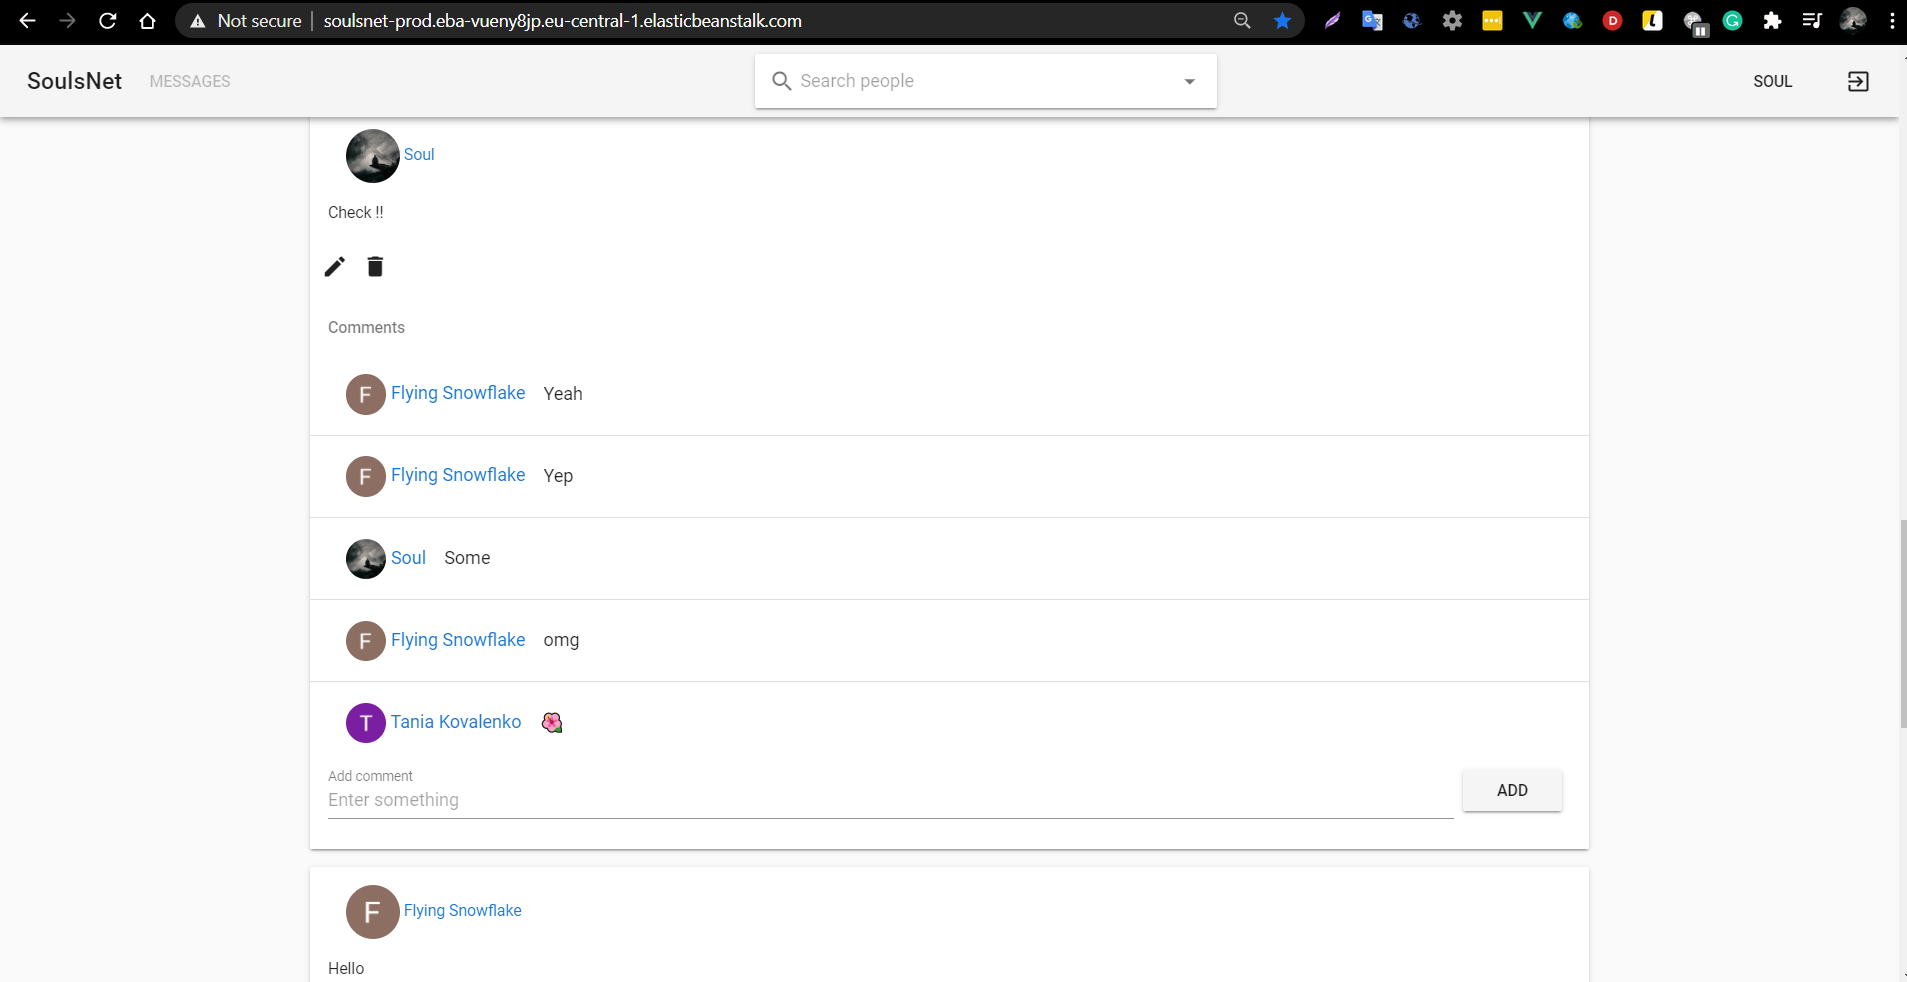 Not secure | soulsnet-prod.eba-vueny8jp.eu-central-1.elasticbeanstalk.com
SoulsNet MESSAGES Search people SOUL
Soul
Check !!
Comments
F Flying Snowflake Yeah
F Flying Snowflake Yep
Soul Some
F Flying Snowflake omg
T Tania Kovalenko 🌺
Add comment
Enter something ADD
F Flying Snowflake
Hello